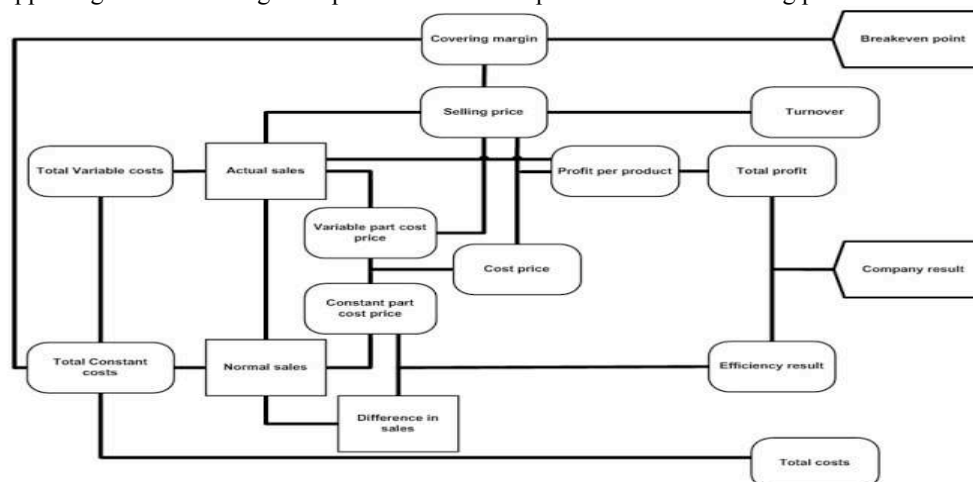 Covering margin
Breakeven point
Selling price
Turnover
Total Variable costs
Actual sales
Profit per product
Total profit
Variable part cost
price
Cost price
Company result
Constant part
cost price
Total Constant
costs
Normal sales
Efficiency result
Difference in
sales
Total costs